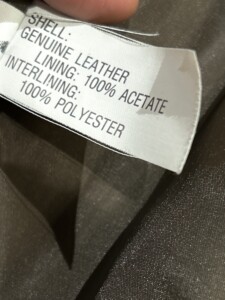 SHELL:
GENUINE LEATHER
LINING: 100% ACETATE
INTERLINING:
100% POLYESTER